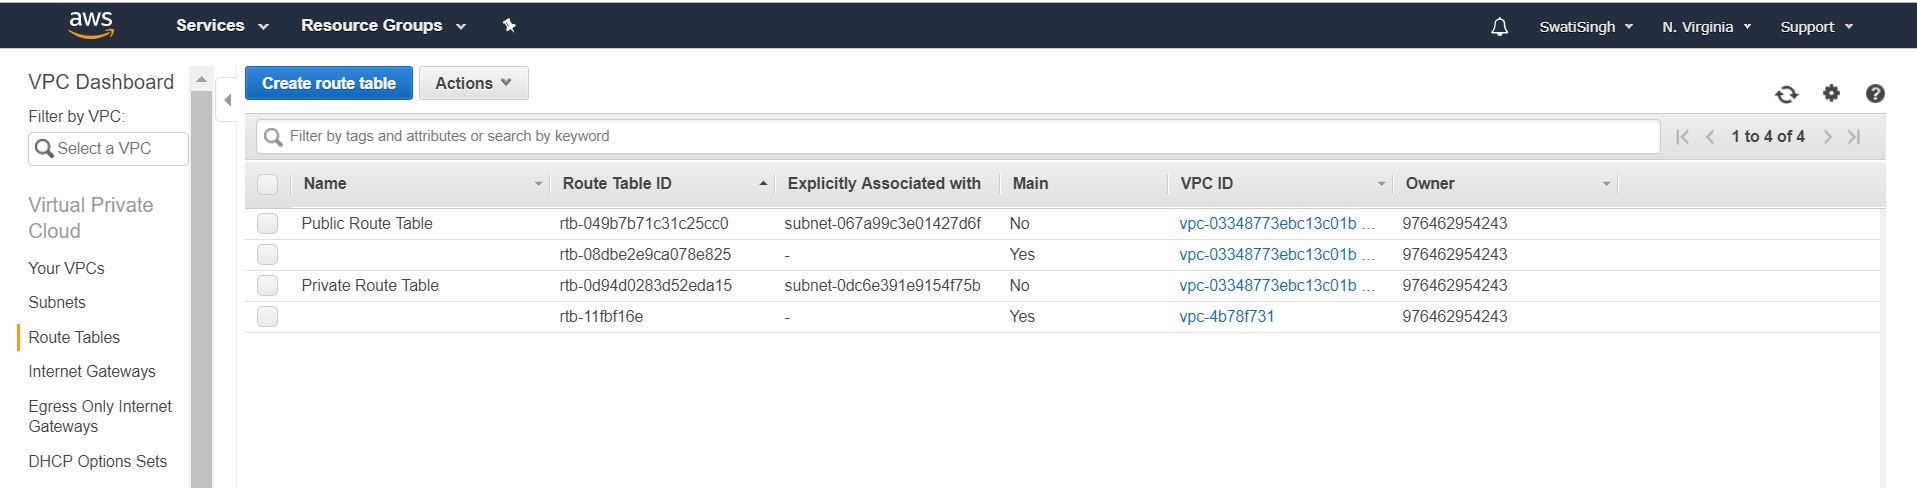 aws Services Resource Groups SwatiSingh N. Virginia Support
VPC Dashboard
Filter by VPC:
Select a VPC
Virtual Private
Cloud
Your VPCs
Subnets
Route Tables
Internet Gateways
Egress Only Internet
Gateways
DHCP Options Sets
Create route table Actions
Filter by tags and attributes or search by keyword 1 to 4 of 4
Name Route Table ID Explicitly Associated with Main VPC ID Owner
Public Route Table rtb-049b7b71c31c25cc0 subnet-067a99c3e01427d6f No vpc-03348773ebc13c01b ... 976462954243
rtb-08dbe2e9ca078e825 - Yes vpc-03348773ebc13c01b ... 976462954243
Private Route Table rtb-0d94d0283d52eda15 subnet-0dc6e391e9154f75b No vpc-03348773ebc13c01b ... 976462954243
rtb-11fbf16e - Yes vpc-4b78f731 976462954243